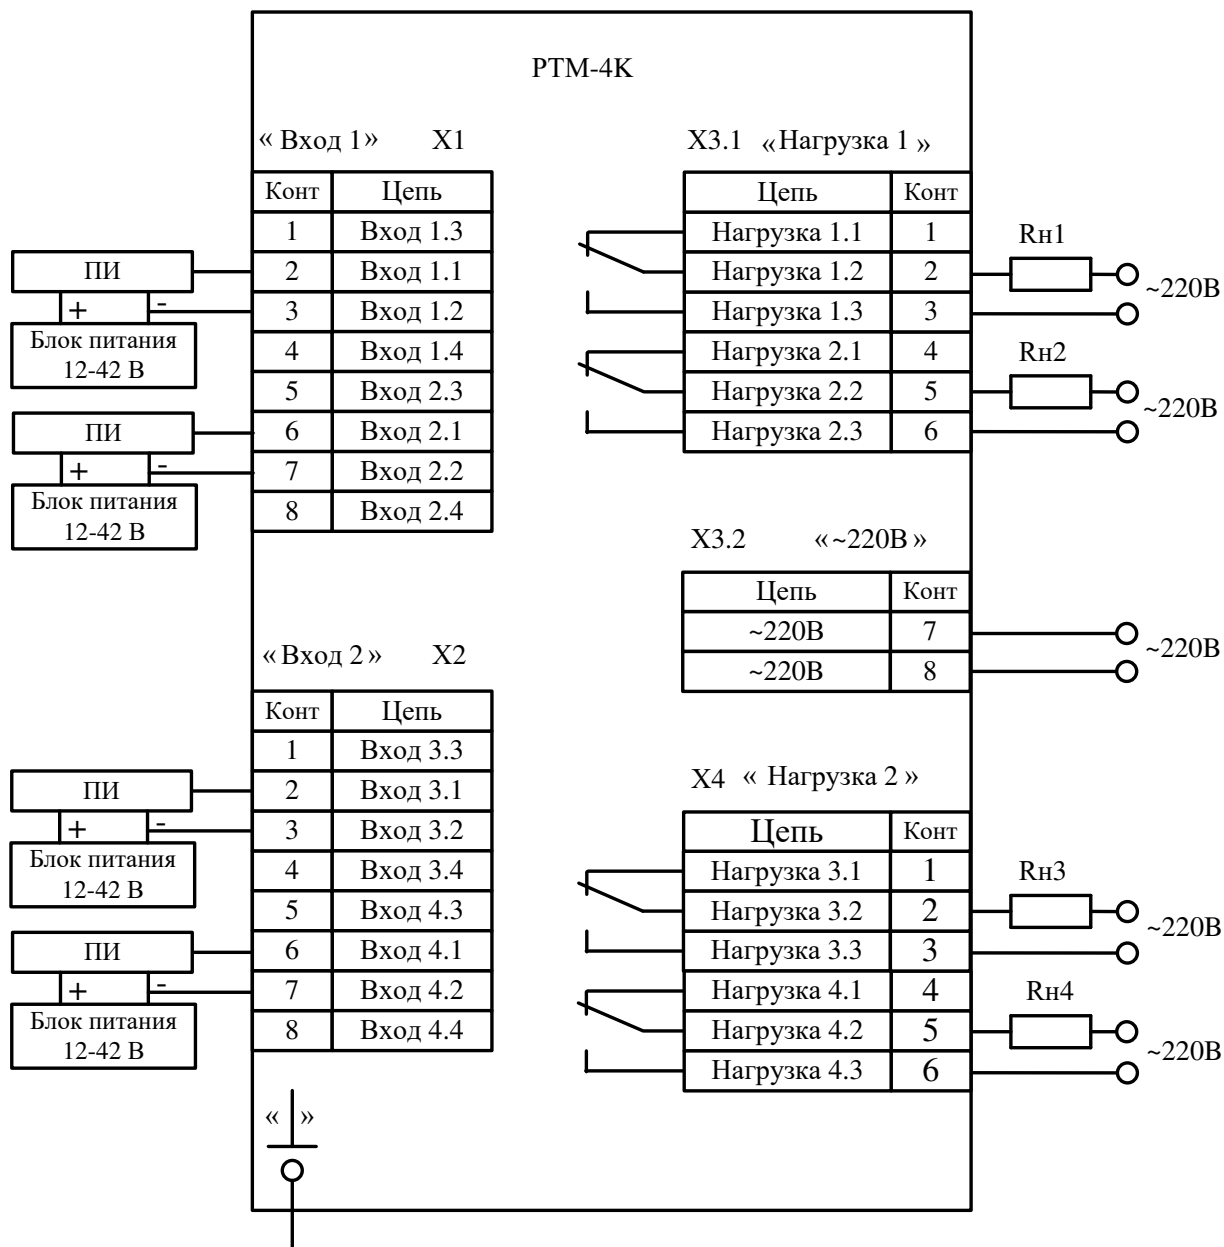 РТМ-4К
«Вход 1» X1
Конт Цепь
1 Вход 1.3
2 Вход 1.1
3 Вход 1.2
4 Вход 1.4
5 Вход 2.3
6 Вход 2.1
7 Вход 2.2
8 Вход 2.4
ПИ
+ -
Блок питания
12-42 В
ПИ
+ -
Блок питания
12-42 В
X3.1 «Нагрузка 1»
Цепь Конт
Нагрузка 1.1 1
Нагрузка 1.2 2
Нагрузка 1.3 3
Нагрузка 2.1 4
Нагрузка 2.2 5
Нагрузка 2.3 6
Rн1
~220В
Rн2
~220В
X3.2 «~220В»
Цепь Конт
~220В 7
~220В 8
~220В
«Вход 2» X2
Конт Цепь
1 Вход 3.3
2 Вход 3.1
3 Вход 3.2
4 Вход 3.4
5 Вход 4.3
6 Вход 4.1
7 Вход 4.2
8 Вход 4.4
ПИ
+ -
Блок питания
12-42 В
ПИ
+ -
Блок питания
12-42 В
X4 «Нагрузка 2»
Цепь Конт
Нагрузка 3.1 1
Нагрузка 3.2 2
Нагрузка 3.3 3
Нагрузка 4.1 4
Нагрузка 4.2 5
Нагрузка 4.3 6
Rн3
~220В
Rн4
~220В
« »